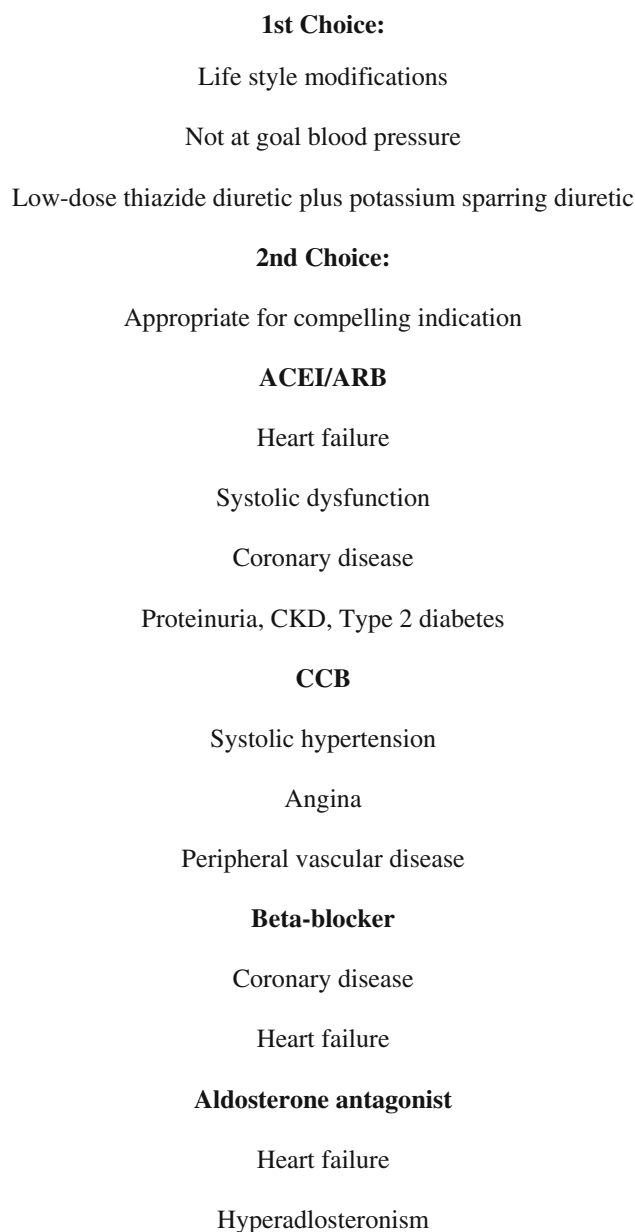 1st Choice:
Life style modifications
Not at goal blood pressure
Low-dose thiazide diuretic plus potassium sparring diuretic
2nd Choice:
Appropriate for compelling indication
ACEI/ARB
Heart failure
Systolic dysfunction
Coronary disease
Proteinuria, CKD, Type 2 diabetes
CCB
Systolic hypertension
Angina
Peripheral vascular disease
Beta-blocker
Coronary disease
Heart failure
Aldosterone antagonist
Heart failure
Hyperadlosteronism